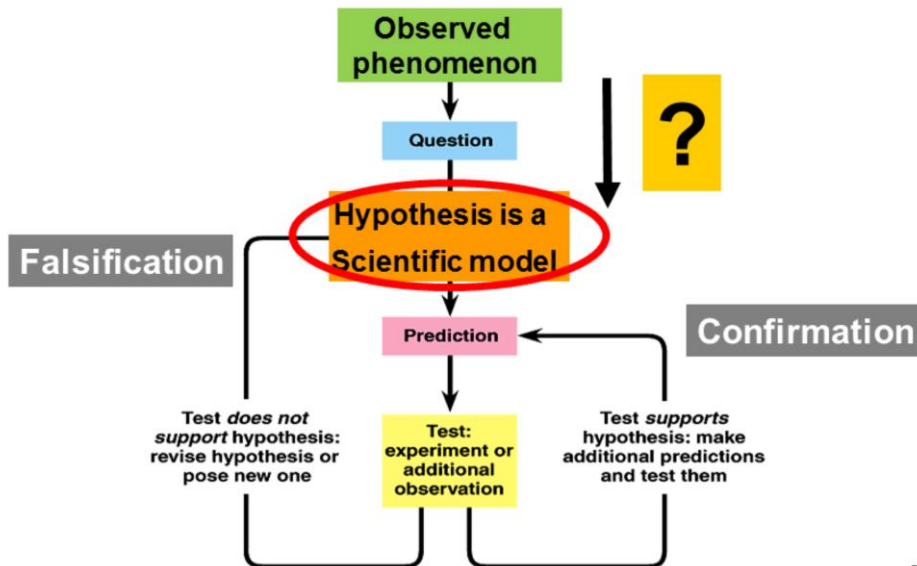 Observed
phenomenon
?
Question
Hypothesis is a
Scientific model
Falsification
Prediction
Confirmation
Test does not
support hypothesis:
revise hypothesis or
pose new one
Test:
experiment or
additional
observation
Test supports
hypothesis: make
additional predictions
and test them